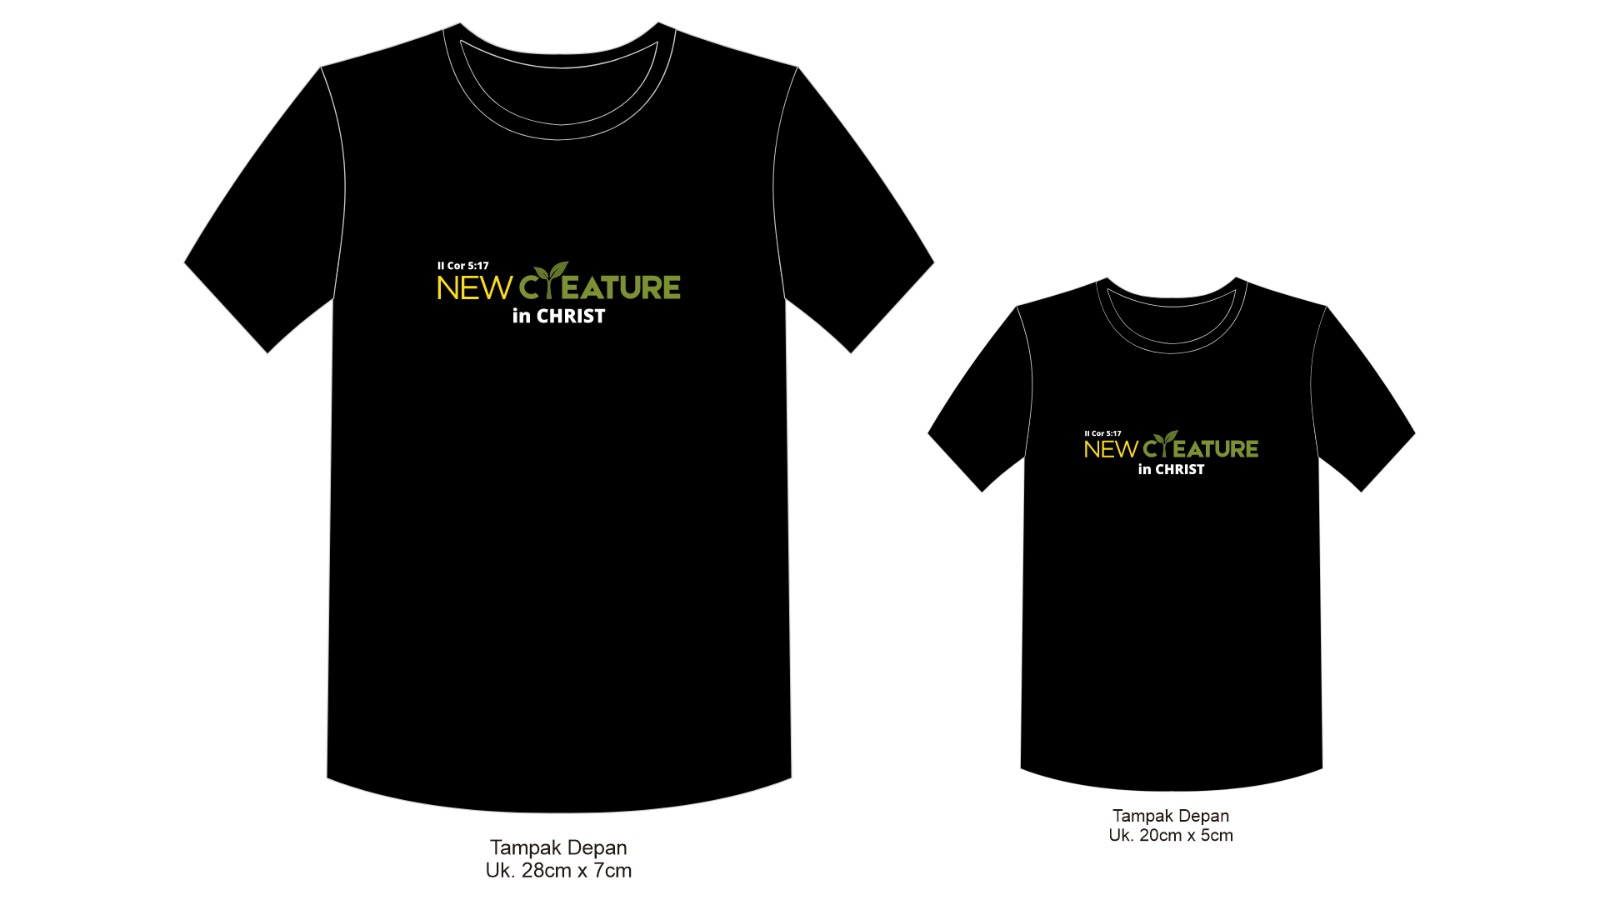 II Cor 5:17
NEW CREATURE
in CHRIST
Tampak Depan
Uk. 28cm x 7cm
II Cor 5:17
NEW CREATURE
in CHRIST
Tampak Depan
Uk. 20cm x 5cm